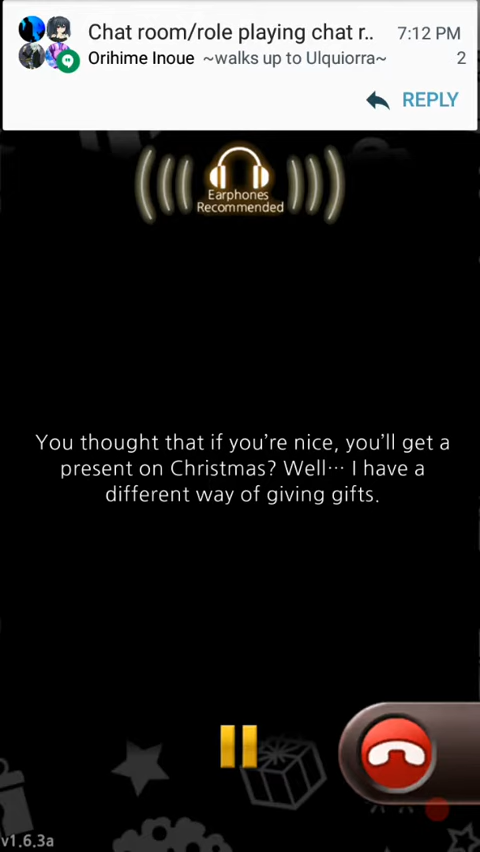 Chat room/role playing chat r.. 7:12 PM
Orihime Inoue ~walks up to Ulquiorra~ 2
REPLY
Earphones
Recommended
You thought that if you're nice, you'll get a
present on Christmas? Well··· I have a
different way of giving gifts.
v1.6.3a